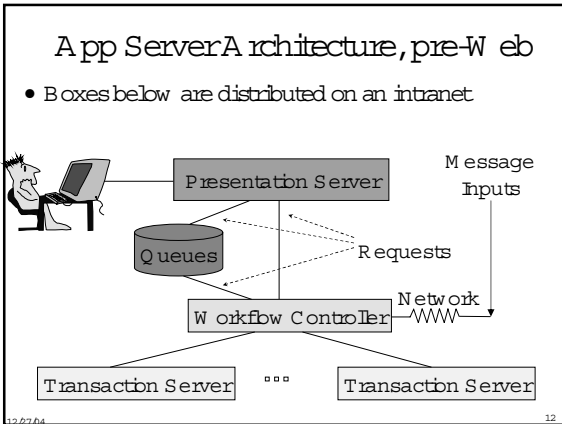 App Server Architecture, pre-Web
• Boxes below are distributed on an intranet
Message
Inputs
Presentation Server
Queues
Requests
Network
Workflow Controller
Transaction Server
▫▫▫
Transaction Server
12/27/04
12